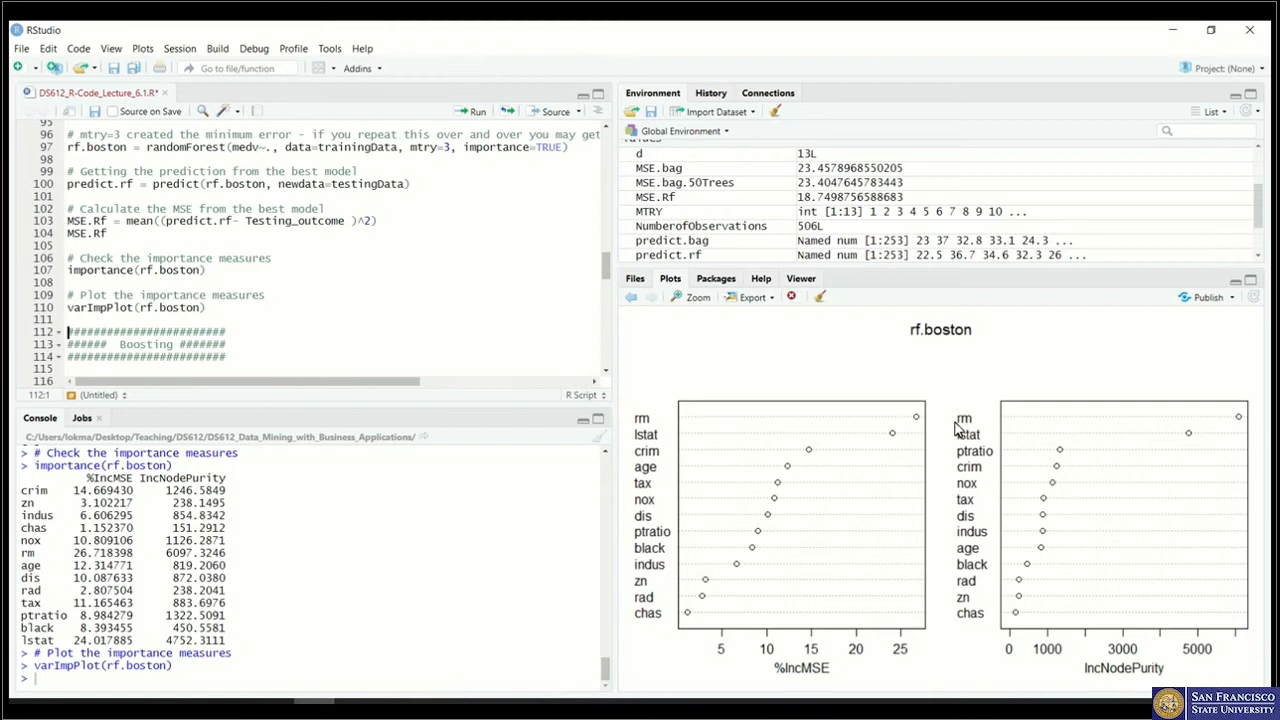 RStudio
File Edit Code View Plots Session Build Debug Profile Tools Help
Go to file/function Addins Project: (None)
DS612_R-Code_Lecture_6.1.R*
Source on Save Run Source
95
96 # mtry=3 created the minimum error - if you repeat this over and over you may get
97 rf.boston = randomForest(medv~., data=trainingData, mtry=3, importance=TRUE)
98
99 # Getting the prediction from the best model
100 predict.rf = predict(rf.boston, newdata=testingData)
101
102 # Calculate the MSE from the best model
103 MSE.Rf = mean((predict.rf- Testing_outcome )^2)
104 MSE.Rf
105
106 # Check the importance measures
107 importance(rf.boston)
108
109 # Plot the importance measures
110 varImpPlot(rf.boston)
111
112 ########################
113 ###### Boosting #######
114 ########################
115
116
112:1 (Untitled) R Script
Console Jobs
C:/Users/lokma/Desktop/Teaching/DS612/DS612_Data_Mining_with_Business_Applications/
> # Check the importance measures
> importance(rf.boston)
%IncMSE IncNodePurity
crim 14.669430 1246.5849
zn 3.102217 238.1495
indus 6.606295 854.8342
chas 1.152370 151.2912
nox 10.809106 1126.2871
rm 26.718398 6097.3246
age 12.314771 819.2060
dis 10.087633 872.0380
rad 2.807504 238.2041
tax 11.165463 883.6976
ptratio 8.984279 1322.5091
black 8.393455 450.5581
lstat 24.017885 4752.3111
> # Plot the importance measures
> varImpPlot(rf.boston)
>
Environment History Connections
Import Dataset List
Global Environment
values
d 13L
MSE.bag 23.4578968550205
MSE.bag.50Trees 23.4047645783443
MSE.Rf 18.7498756588683
MTRY int [1:13] 1 2 3 4 5 6 7 8 9 10 ...
NumberofObservations 506L
predict.bag Named num [1:253] 23 37 32.8 33.1 24.3 ...
predict.rf Named num [1:253] 22.5 36.7 34.6 32.3 26 ...
Files Plots Packages Help Viewer
Zoom Export Publish
rf.boston
rm
lstat
crim
age
tax
nox
dis
ptratio
black
indus
zn
rad
chas
5 10 15 20 25
%IncMSE
rm
lstat
ptratio
crim
nox
tax
dis
indus
age
black
rad
zn
chas
0 1000 3000 5000
IncNodePurity
SAN FRANCISCO
STATE UNIVERSITY